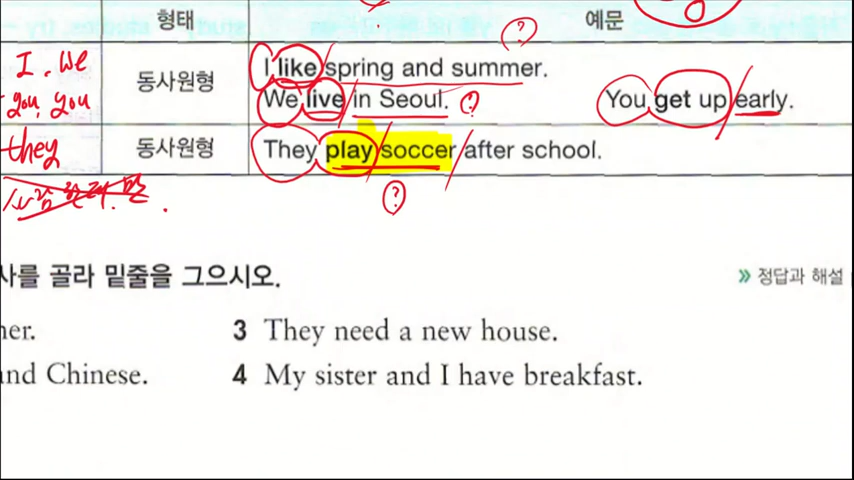 형태 예문
I. we
동사원형 I like spring and summer.
you, you We live in Seoul. You get up early.
they 동사원형 They play soccer after school.
사를 골라 밑줄을 그으시오.
» 정답과 해설
ner. 3 They need a new house.
and Chinese. 4 My sister and I have breakfast.